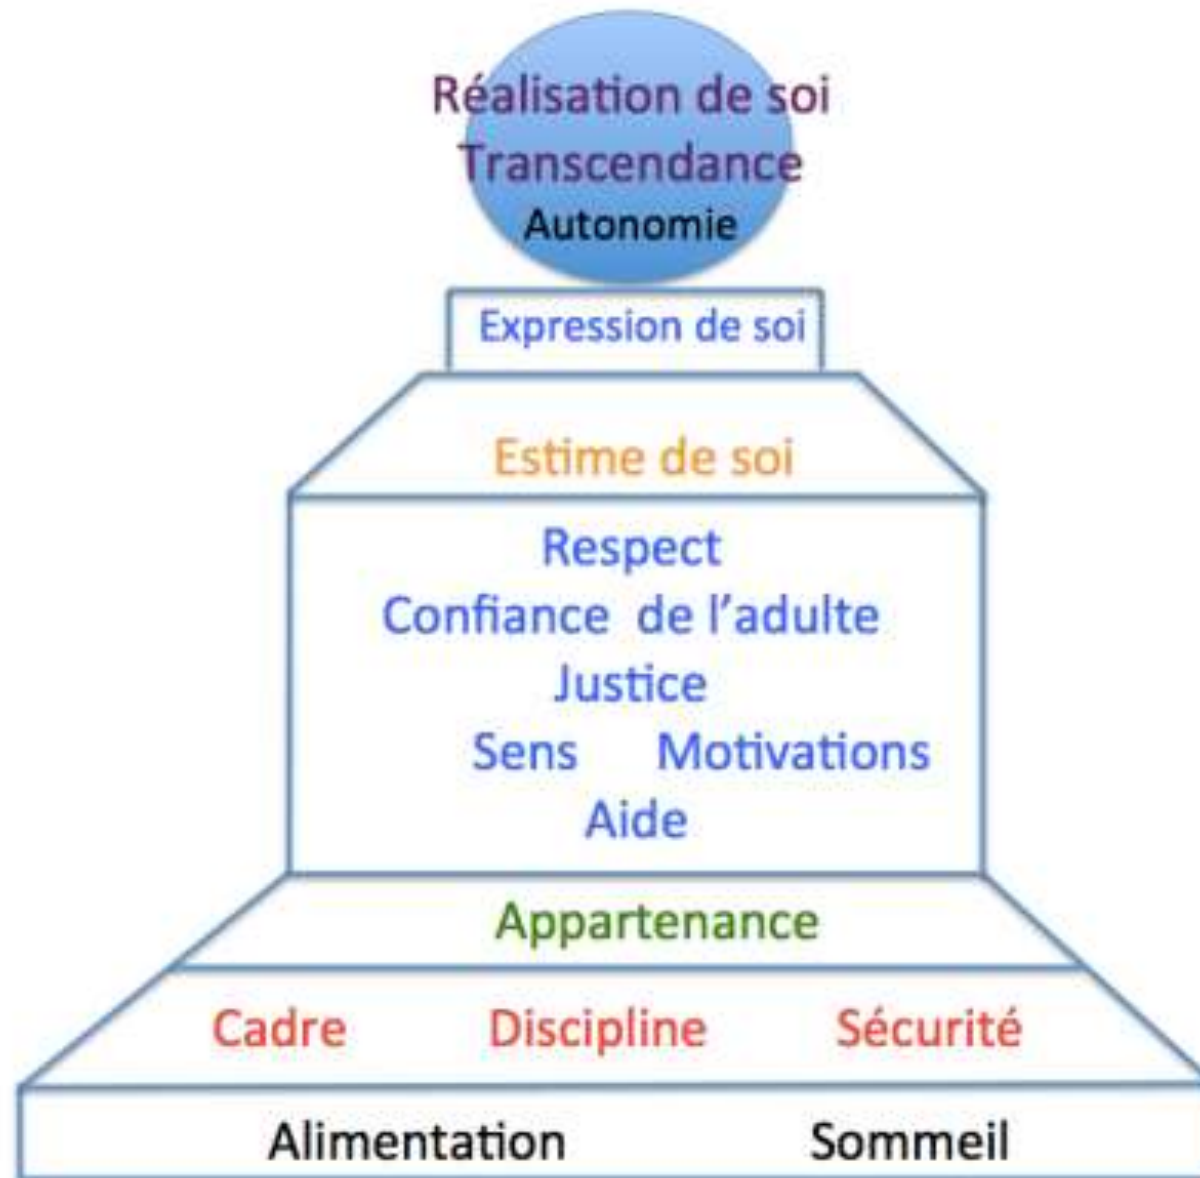 Réalisation de soi
Transcendance
Autonomie
Expression de soi
Estime de soi
Respect
Confiance de l'adulte
Justice
Sens Motivations
Aide
Appartenance
Cadre Discipline Sécurité
Alimentation Sommeil